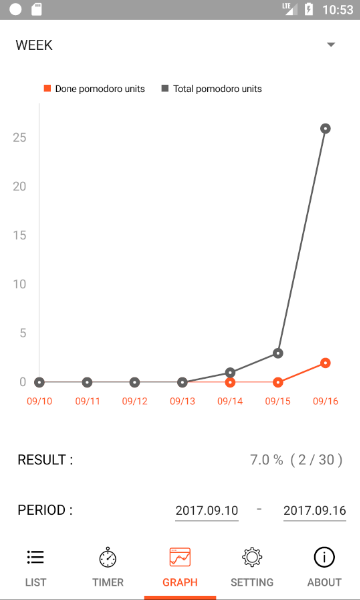 LTE 10:53
WEEK
Done pomodoro units Total pomodoro units
25
20
15
10
5
0
09/10 09/11 09/12 09/13 09/14 09/15 09/16
RESULT : 7.0 % ( 2 / 30 )
PERIOD : 2017.09.10 - 2017.09.16
LIST TIMER GRAPH SETTING ABOUT